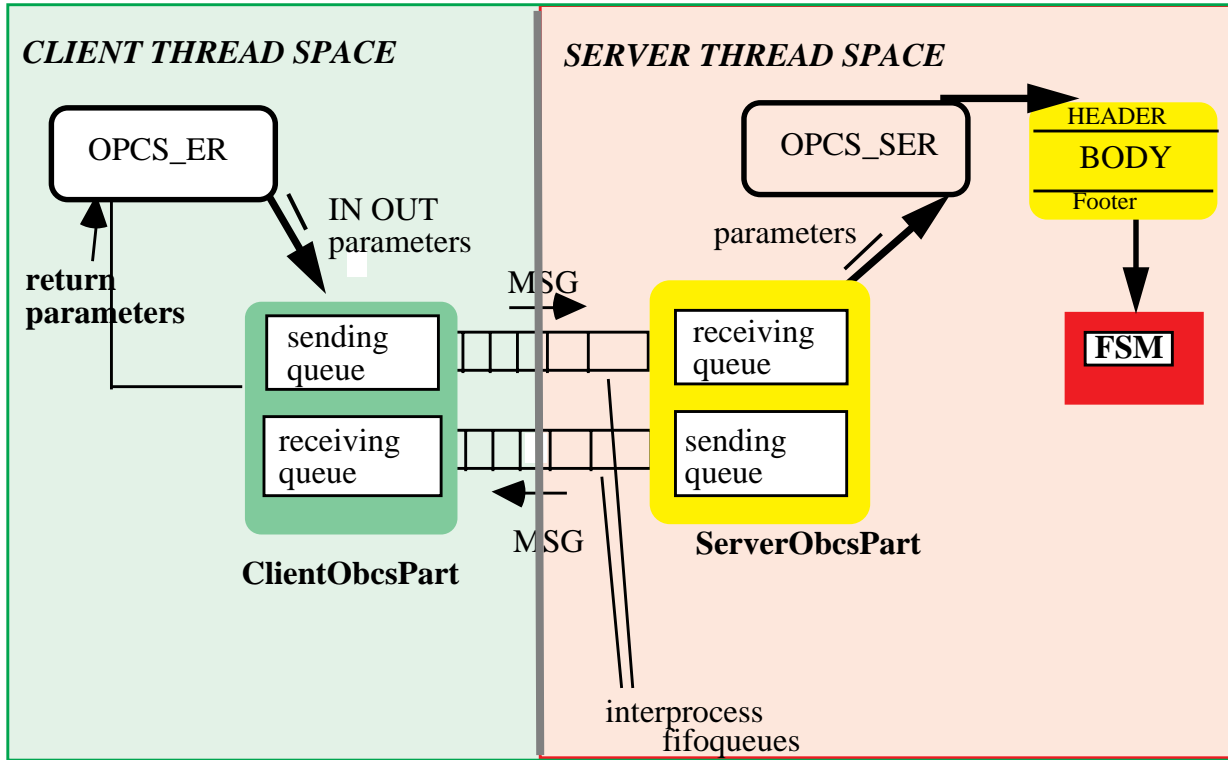 CLIENT THREAD SPACE
SERVER THREAD SPACE
OPCS_ER
OPCS_SER
HEADER
BODY
Footer
IN OUT
parameters
parameters
return
parameters
MSG
sending
queue
receiving
queue
FSM
receiving
queue
sending
queue
MSG
ServerObcsPart
ClientObcsPart
interprocess
fifoqueues